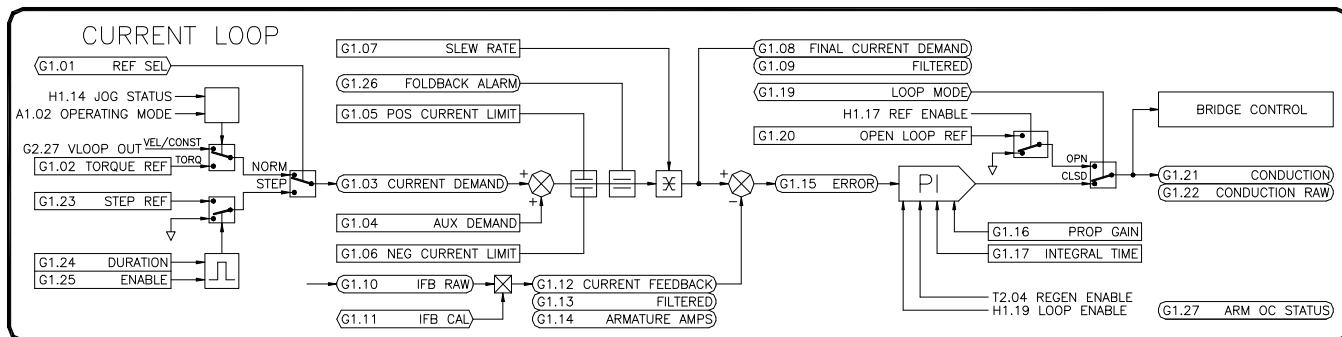 CURRENT LOOP
G1.01 REF SEL
H1.14 JOG STATUS
A1.02 OPERATING MODE
G2.27 VLOOP OUT VEL/CONST
G1.02 TORQUE REF TORQ
NORM
STEP
G1.23 STEP REF
G1.24 DURATION
G1.25 ENABLE
G1.07 SLEW RATE
G1.26 FOLDBACK ALARM
G1.05 POS CURRENT LIMIT
G1.03 CURRENT DEMAND
+
+
G1.04 AUX DEMAND
G1.06 NEG CURRENT LIMIT
G1.10 IFB RAW
G1.11 IFB CAL
G1.12 CURRENT FEEDBACK
G1.13 FILTERED
G1.14 ARMATURE AMPS
+
−
G1.08 FINAL CURRENT DEMAND
G1.09 FILTERED
G1.19 LOOP MODE
H1.17 REF ENABLE
G1.20 OPEN LOOP REF
G1.15 ERROR
PI
OPN
CLSD
G1.16 PROP GAIN
G1.17 INTEGRAL TIME
T2.04 REGEN ENABLE
H1.19 LOOP ENABLE
BRIDGE CONTROL
G1.21 CONDUCTION
G1.22 CONDUCTION RAW
G1.27 ARM OC STATUS